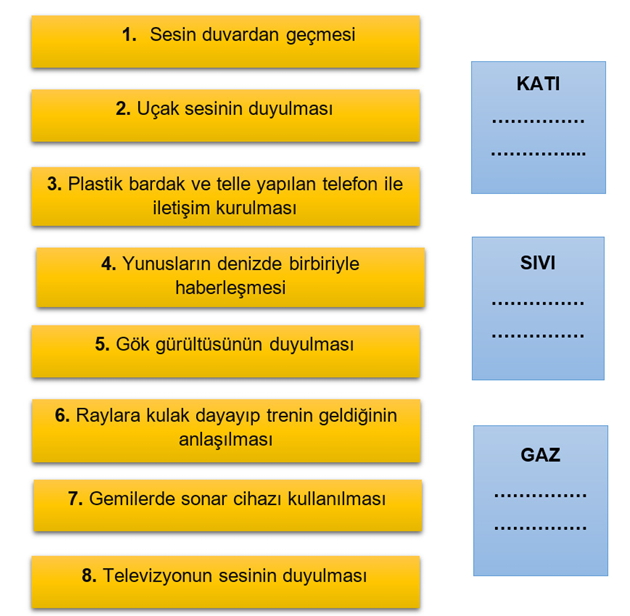 1. Sesin duvardan geçmesi
2. Uçak sesinin duyulması
3. Plastik bardak ve telle yapılan telefon ile
iletişim kurulması
4. Yunusların denizde birbiriyle
haberleşmesi
5. Gök gürültüsünün duyulması
6. Raylara kulak dayayıp trenin geldiğinin
anlaşılması
7. Gemilerde sonar cihazı kullanılması
8. Televizyonun sesinin duyulması
KATI
……………
…………....
SIVI
……………
……………
GAZ
……………
……………